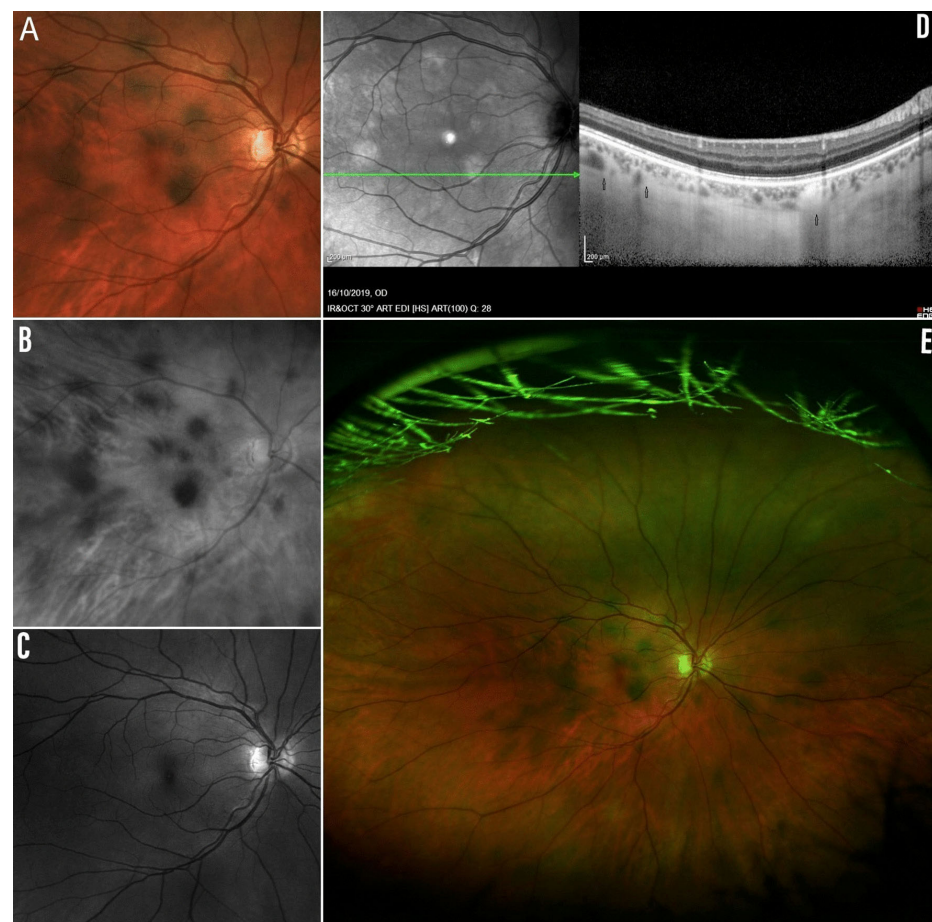 A
D
200 µm
200 µm
16/10/2019, OD
IR&OCT 30° ART EDI [HS] ART(100) Q: 28
B
E
C